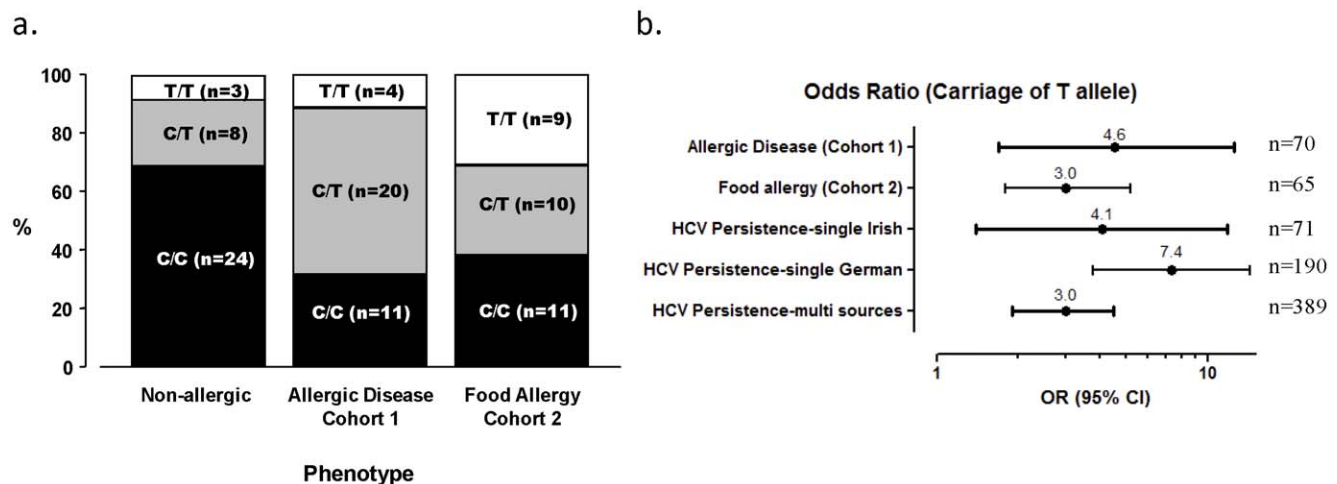 a.
100
80
60
40
20
0
%
T/T (n=3)
C/T (n=8)
C/C (n=24)
T/T (n=4)
C/T (n=20)
C/C (n=11)
T/T (n=9)
C/T (n=10)
C/C (n=11)
Non-allergic
Allergic Disease
Cohort 1
Food Allergy
Cohort 2
Phenotype
b.
Odds Ratio (Carriage of T allele)
Allergic Disease (Cohort 1) 4.6 n=70
Food allergy (Cohort 2) 3.0 n=65
HCV Persistence-single Irish 4.1 n=71
HCV Persistence-single German 7.4 n=190
HCV Persistence-multi sources 3.0 n=389
1 10
OR (95% CI)